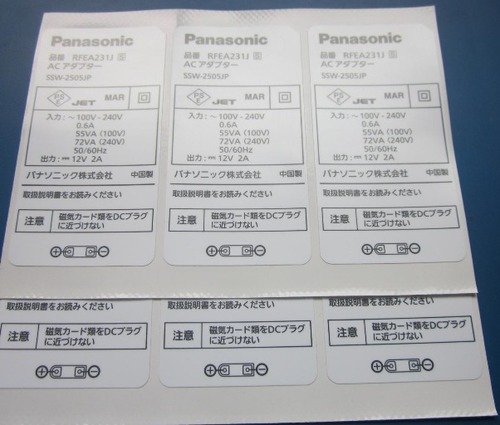 Panasonic
品番 RFEA231J S
ACアダプター
SSW-2505JP
PS E JET MAR
入力：～100V - 240V
0.6A
55VA (100V)
72VA (240V)
50/60Hz
出力：⎓12V 2A
パナソニック株式会社 中国製
取扱説明書をお読みください
注意 磁気カード類をDCプラグ
に近づけない
Panasonic
品番 RFEA231J S
ACアダプター
SSW-2505JP
PS E JET MAR
入力：～100V - 240V
0.6A
55VA (100V)
72VA (240V)
50/60Hz
出力：⎓12V 2A
パナソニック株式会社 中国製
取扱説明書をお読みください
注意 磁気カード類をDCプラグ
に近づけない
Panasonic
品番 RFEA231J S
ACアダプター
SSW-2505JP
PS E JET MAR
入力：～100V - 240V
0.6A
55VA (100V)
72VA (240V)
50/60Hz
出力：⎓12V 2A
パナソニック株式会社 中国製
取扱説明書をお読みください
注意 磁気カード類をDCプラグ
に近づけない
取扱説明書をお読みください
注意 磁気カード類をDCプラグ
に近づけない
取扱説明書をお読みください
注意 磁気カード類をDCプラグ
に近づけない
取扱説明書をお読みください
注意 磁気カード類をDCプラグ
に近づけない